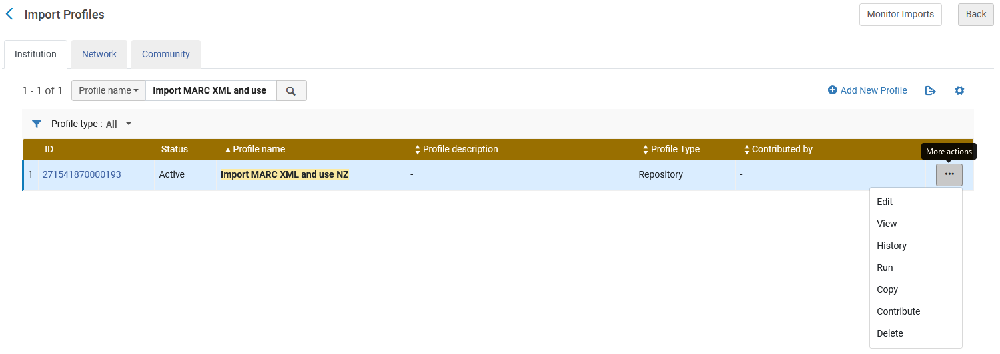 Import Profiles
Monitor Imports
Back
Institution
Network
Community
1 - 1 of 1
Profile name
Import MARC XML and use
Add New Profile
Profile type : All
ID Status Profile name Profile description Profile Type Contributed by
More actions
1 271541870000193 Active Import MARC XML and use NZ - Repository - ...
Edit
View
History
Run
Copy
Contribute
Delete